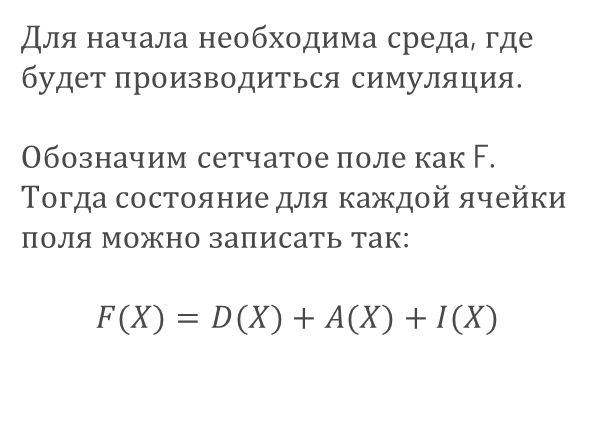 Для начала необходима среда, где
будет производиться симуляция.
Обозначим сетчатое поле как F.
Тогда состояние для каждой ячейки
поля можно записать так:
F(X) = D(X) + A(X) + I(X)